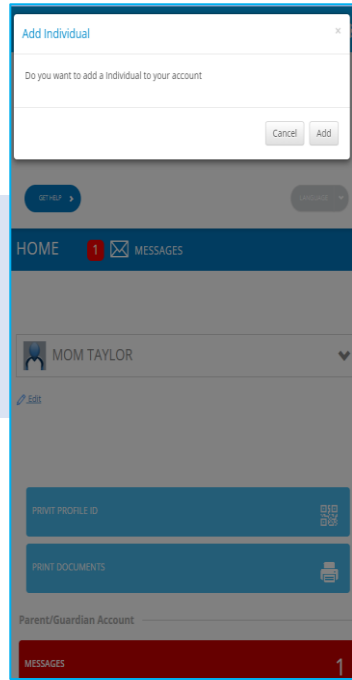 Add Individual ×
Do you want to add a Individual to your account
Cancel Add
GET HELP
LANGUAGE
HOME 1 MESSAGES
MOM TAYLOR
Edit
PRIVIT PROFILE ID
PRINT DOCUMENTS
Parent/Guardian Account
MESSAGES 1